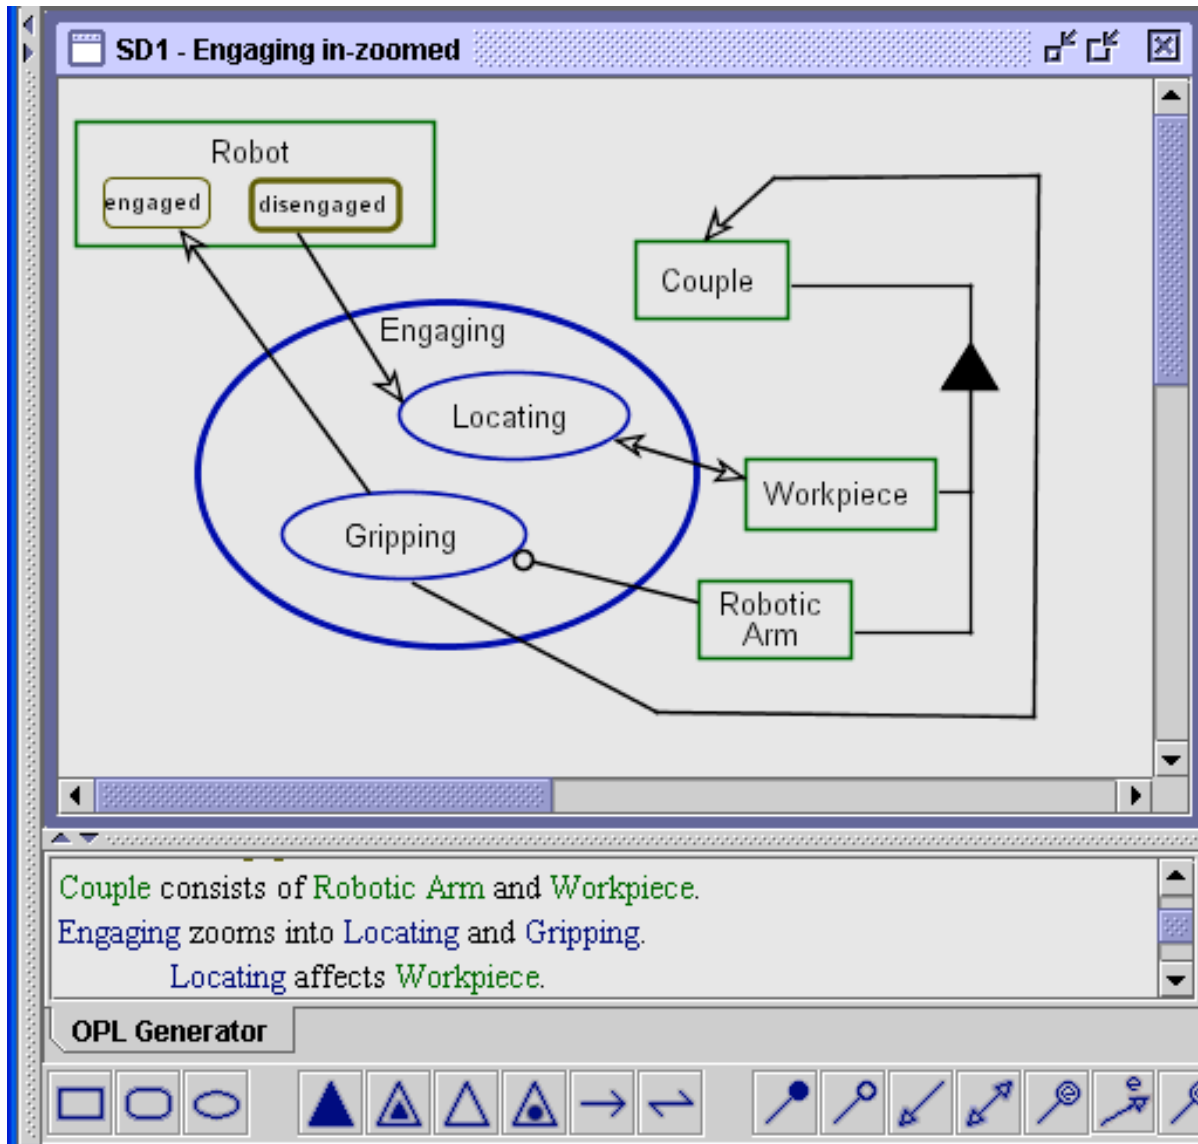 SD1 - Engaging in-zoomed
Robot
engaged
disengaged
Couple
Engaging
Locating
Workpiece
Gripping
Robotic
Arm
Couple consists of Robotic Arm and Workpiece.
Engaging zooms into Locating and Gripping.
Locating affects Workpiece.
OPL Generator
e
e